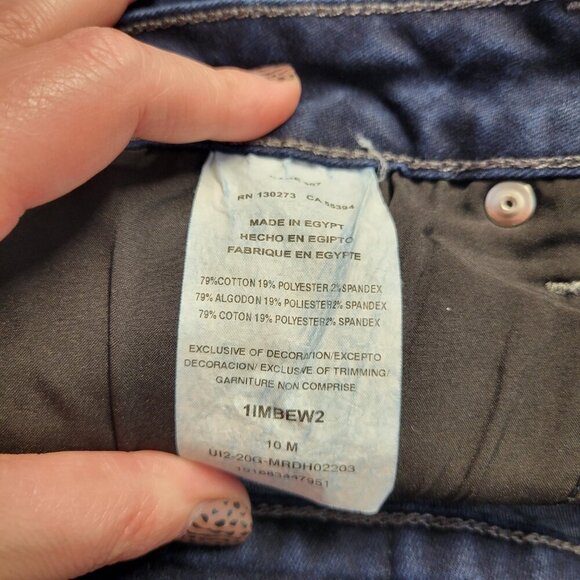 RN 130273 CA 55394
MADE IN EGYPT
HECHO EN EGIPTO
FABRIQUE EN EGYPTE
79%COTTON 19% POLYESTER 2%SPANDEX
79% ALGODON 19% POLIESTER2% SPANDEX
79% COTON 19% POLYESTER2% SPANDEX
EXCLUSIVE OF DECORATION/EXCEPTO
DECORACION/ EXCLUSIVE OF TRIMMING/
GARNITURE NON COMPRISE
1IMBEW2
10 M
UI2-20G-MRDH02203
101663447951